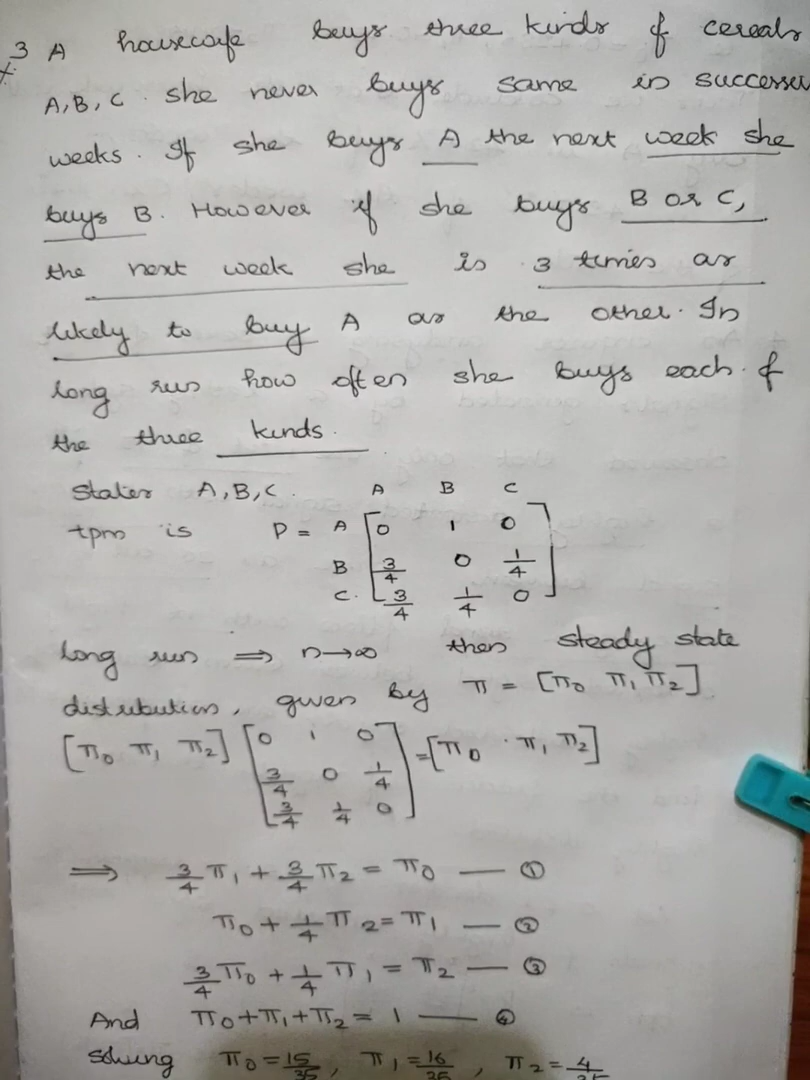 3 A housewife buys three kinds of cereals
A, B, C. she never buys same in successive
weeks. If she buys A the next week she
buys B. However if she buys B or C,
the next week she is 3 times as
likely to buy A as the other. In
long run how often she buys each of
the three kinds.
States A, B, C. A B C
tpm is P = A [ 0 1 0 ]
B [ 3/4 0 1/4 ]
C. [ 3/4 1/4 0 ]
long run ⇒ n→∞ then steady state
distribution, given by π = [π0 π1 π2]
[π0 π1 π2] [ 0 1 0
3/4 0 1/4
3/4 1/4 0 ] = [π0 π1 π2]
⇒ 3/4 π1 + 3/4 π2 = π0 — ①
π0 + 1/4 π2 = π1 — ②
3/4 π0 + 1/4 π1 = π2 — ③
And π0 + π1 + π2 = 1 — ④
Solving π0 = 15/35, π1 = 16/35, π2 = 4/35